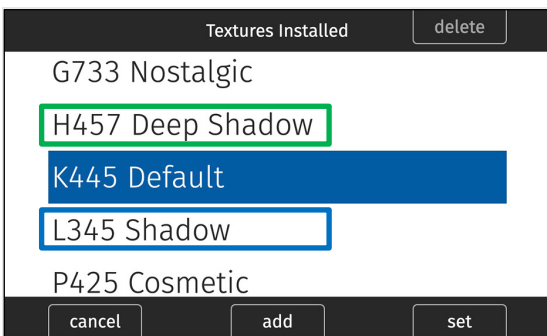 Textures Installed delete
G733 Nostalgic
H457 Deep Shadow
K445 Default
L345 Shadow
P425 Cosmetic
cancel add set